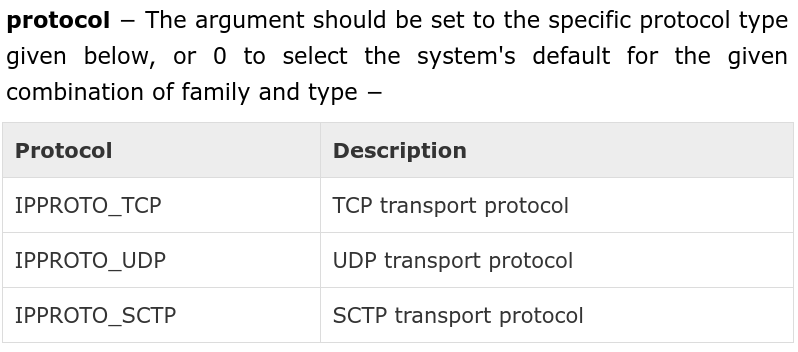 protocol − The argument should be set to the specific protocol type
given below, or 0 to select the system's default for the given
combination of family and type −
Protocol Description
IPPROTO_TCP TCP transport protocol
IPPROTO_UDP UDP transport protocol
IPPROTO_SCTP SCTP transport protocol